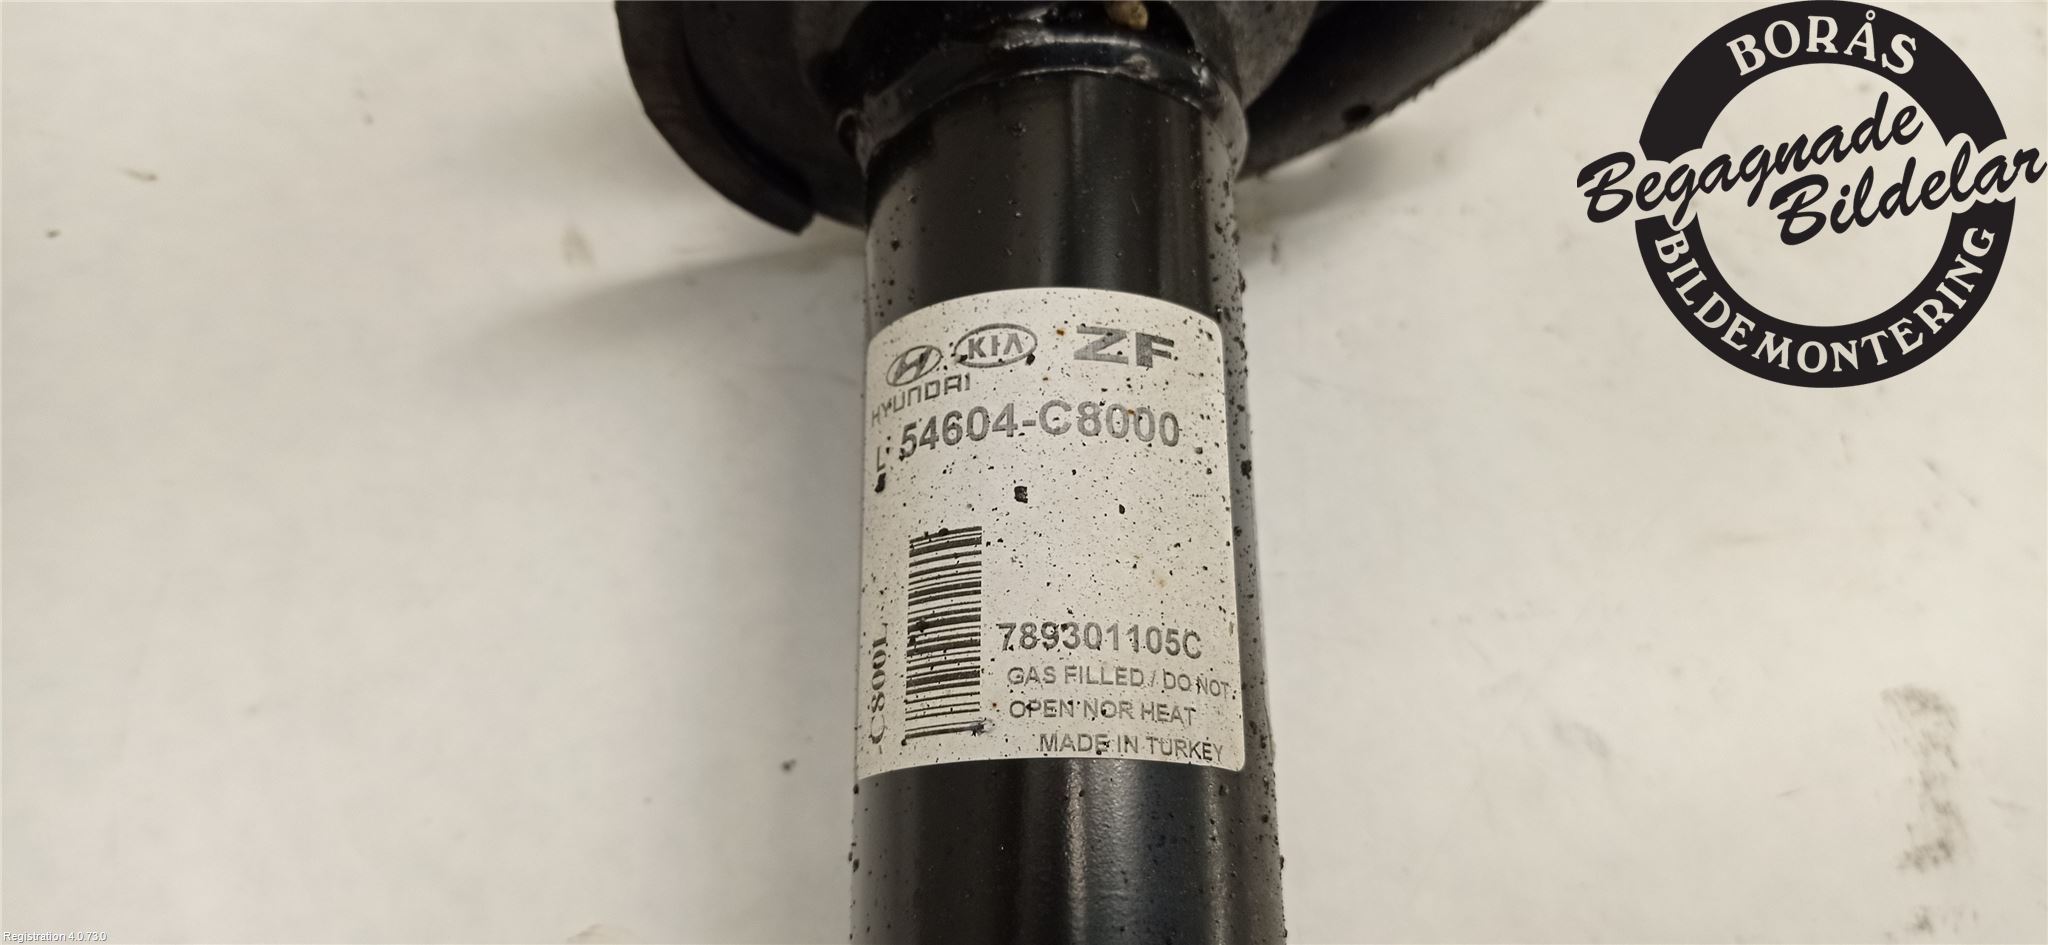 BORÅS
Begagnade
Bildelar
BILDEMONTERING
HYUNDAI
KIA
ZF
L: 54604-C8000
C800L
789301105C
GAS FILLED / DO NOT
OPEN NOR HEAT
MADE IN TURKEY
Registration 4.0.73.0